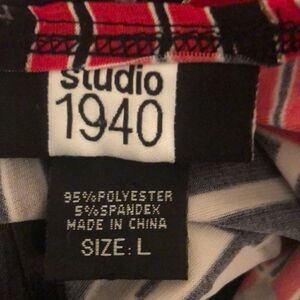 studio
1940
95%POLYESTER
5%SPANDEX
MADE IN CHINA
SIZE: L